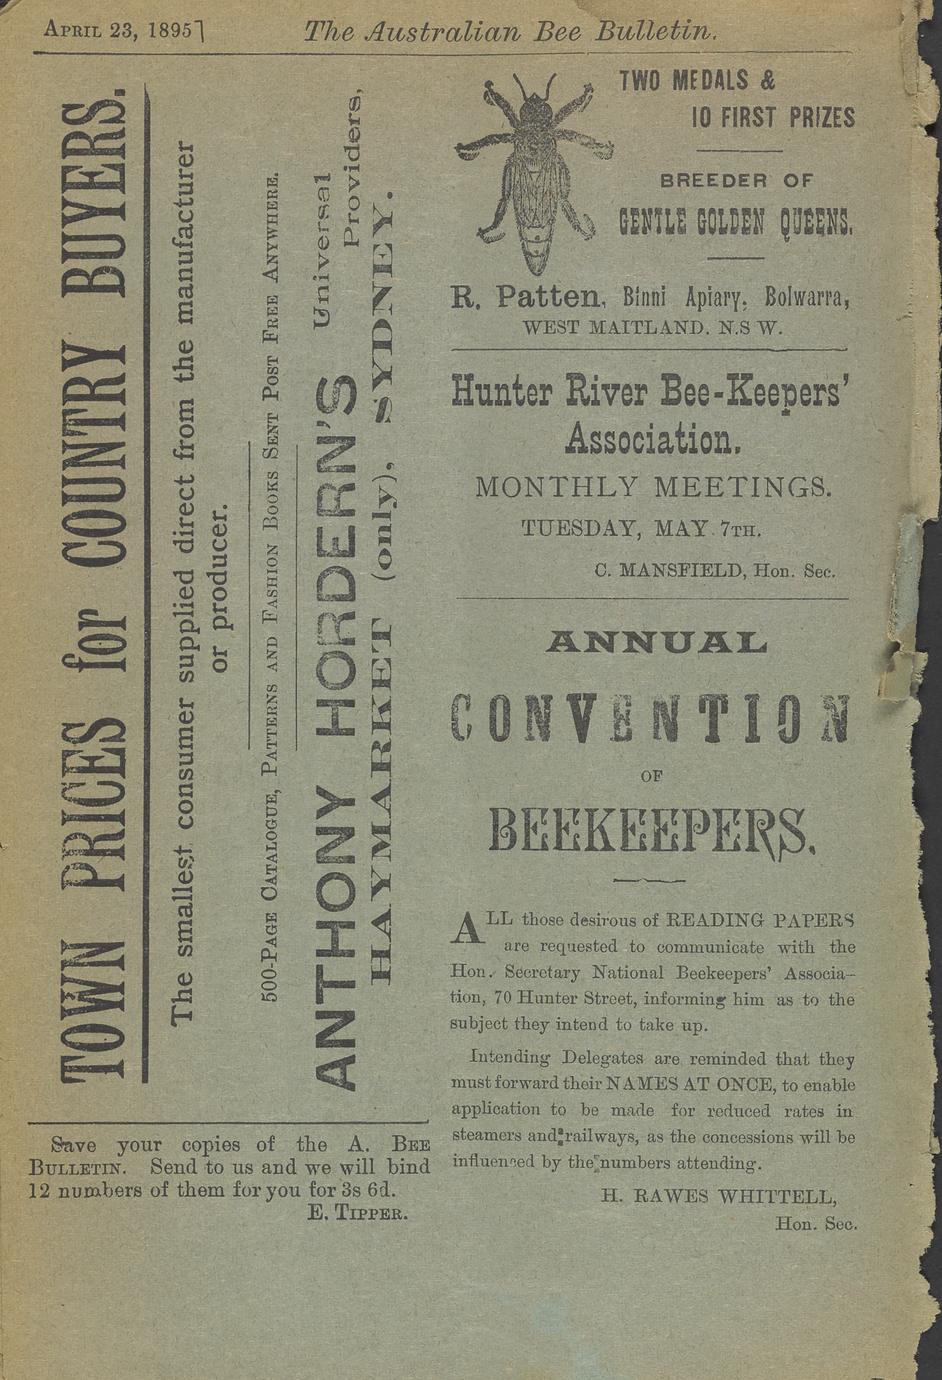 APRIL 23, 1895]
The Australian Bee Bulletin.
TOWN PRICES for COUNTRY BUYERS.
The smallest consumer supplied direct from the manufacturer
or producer.
500-PAGE CATALOGUE, PATTERNS AND FASHION BOOKS SENT POST FREE ANYWHERE.
ANTHONY HORDERN'S Universal
Providers,
HAYMARKET (only), SYDNEY.
Save your copies of the A. BEE
BULLETIN. Send to us and we will bind
12 numbers of them for you for 3s 6d.
E. TIPPER.
TWO MEDALS &
10 FIRST PRIZES
BREEDER OF
GENTLE GOLDEN QUEENS.
R. Patten, Binni Apiary, Bolwarra,
WEST MAITLAND. N.S W.
Hunter River Bee-Keepers'
Association.
MONTHLY MEETINGS.
TUESDAY, MAY 7TH.
C. MANSFIELD, Hon. Sec.
ANNUAL
CONVENTION
OF
BEEKEEPERS.
ALL those desirous of READING PAPERS
are requested to communicate with the
Hon. Secretary National Beekeepers' Associa-
tion, 70 Hunter Street, informing him as to the
subject they intend to take up.
Intending Delegates are reminded that they
must forward their NAMES AT ONCE, to enable
application to be made for reduced rates in
steamers and railways, as the concessions will be
influenced by the numbers attending.
H. RAWES WHITTELL,
Hon. Sec.